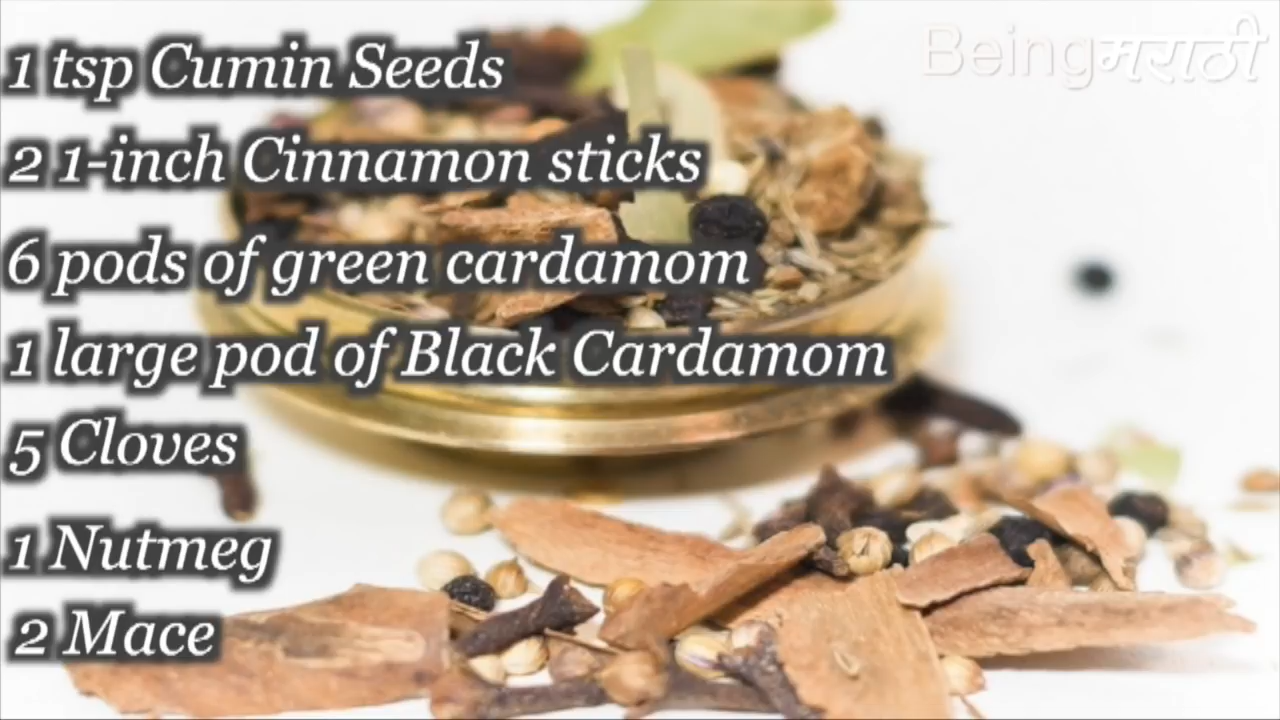 Beingमराठी
1 tsp Cumin Seeds
2 1-inch Cinnamon sticks
6 pods of green cardamom
1 large pod of Black Cardamom
5 Cloves
1 Nutmeg
2 Mace